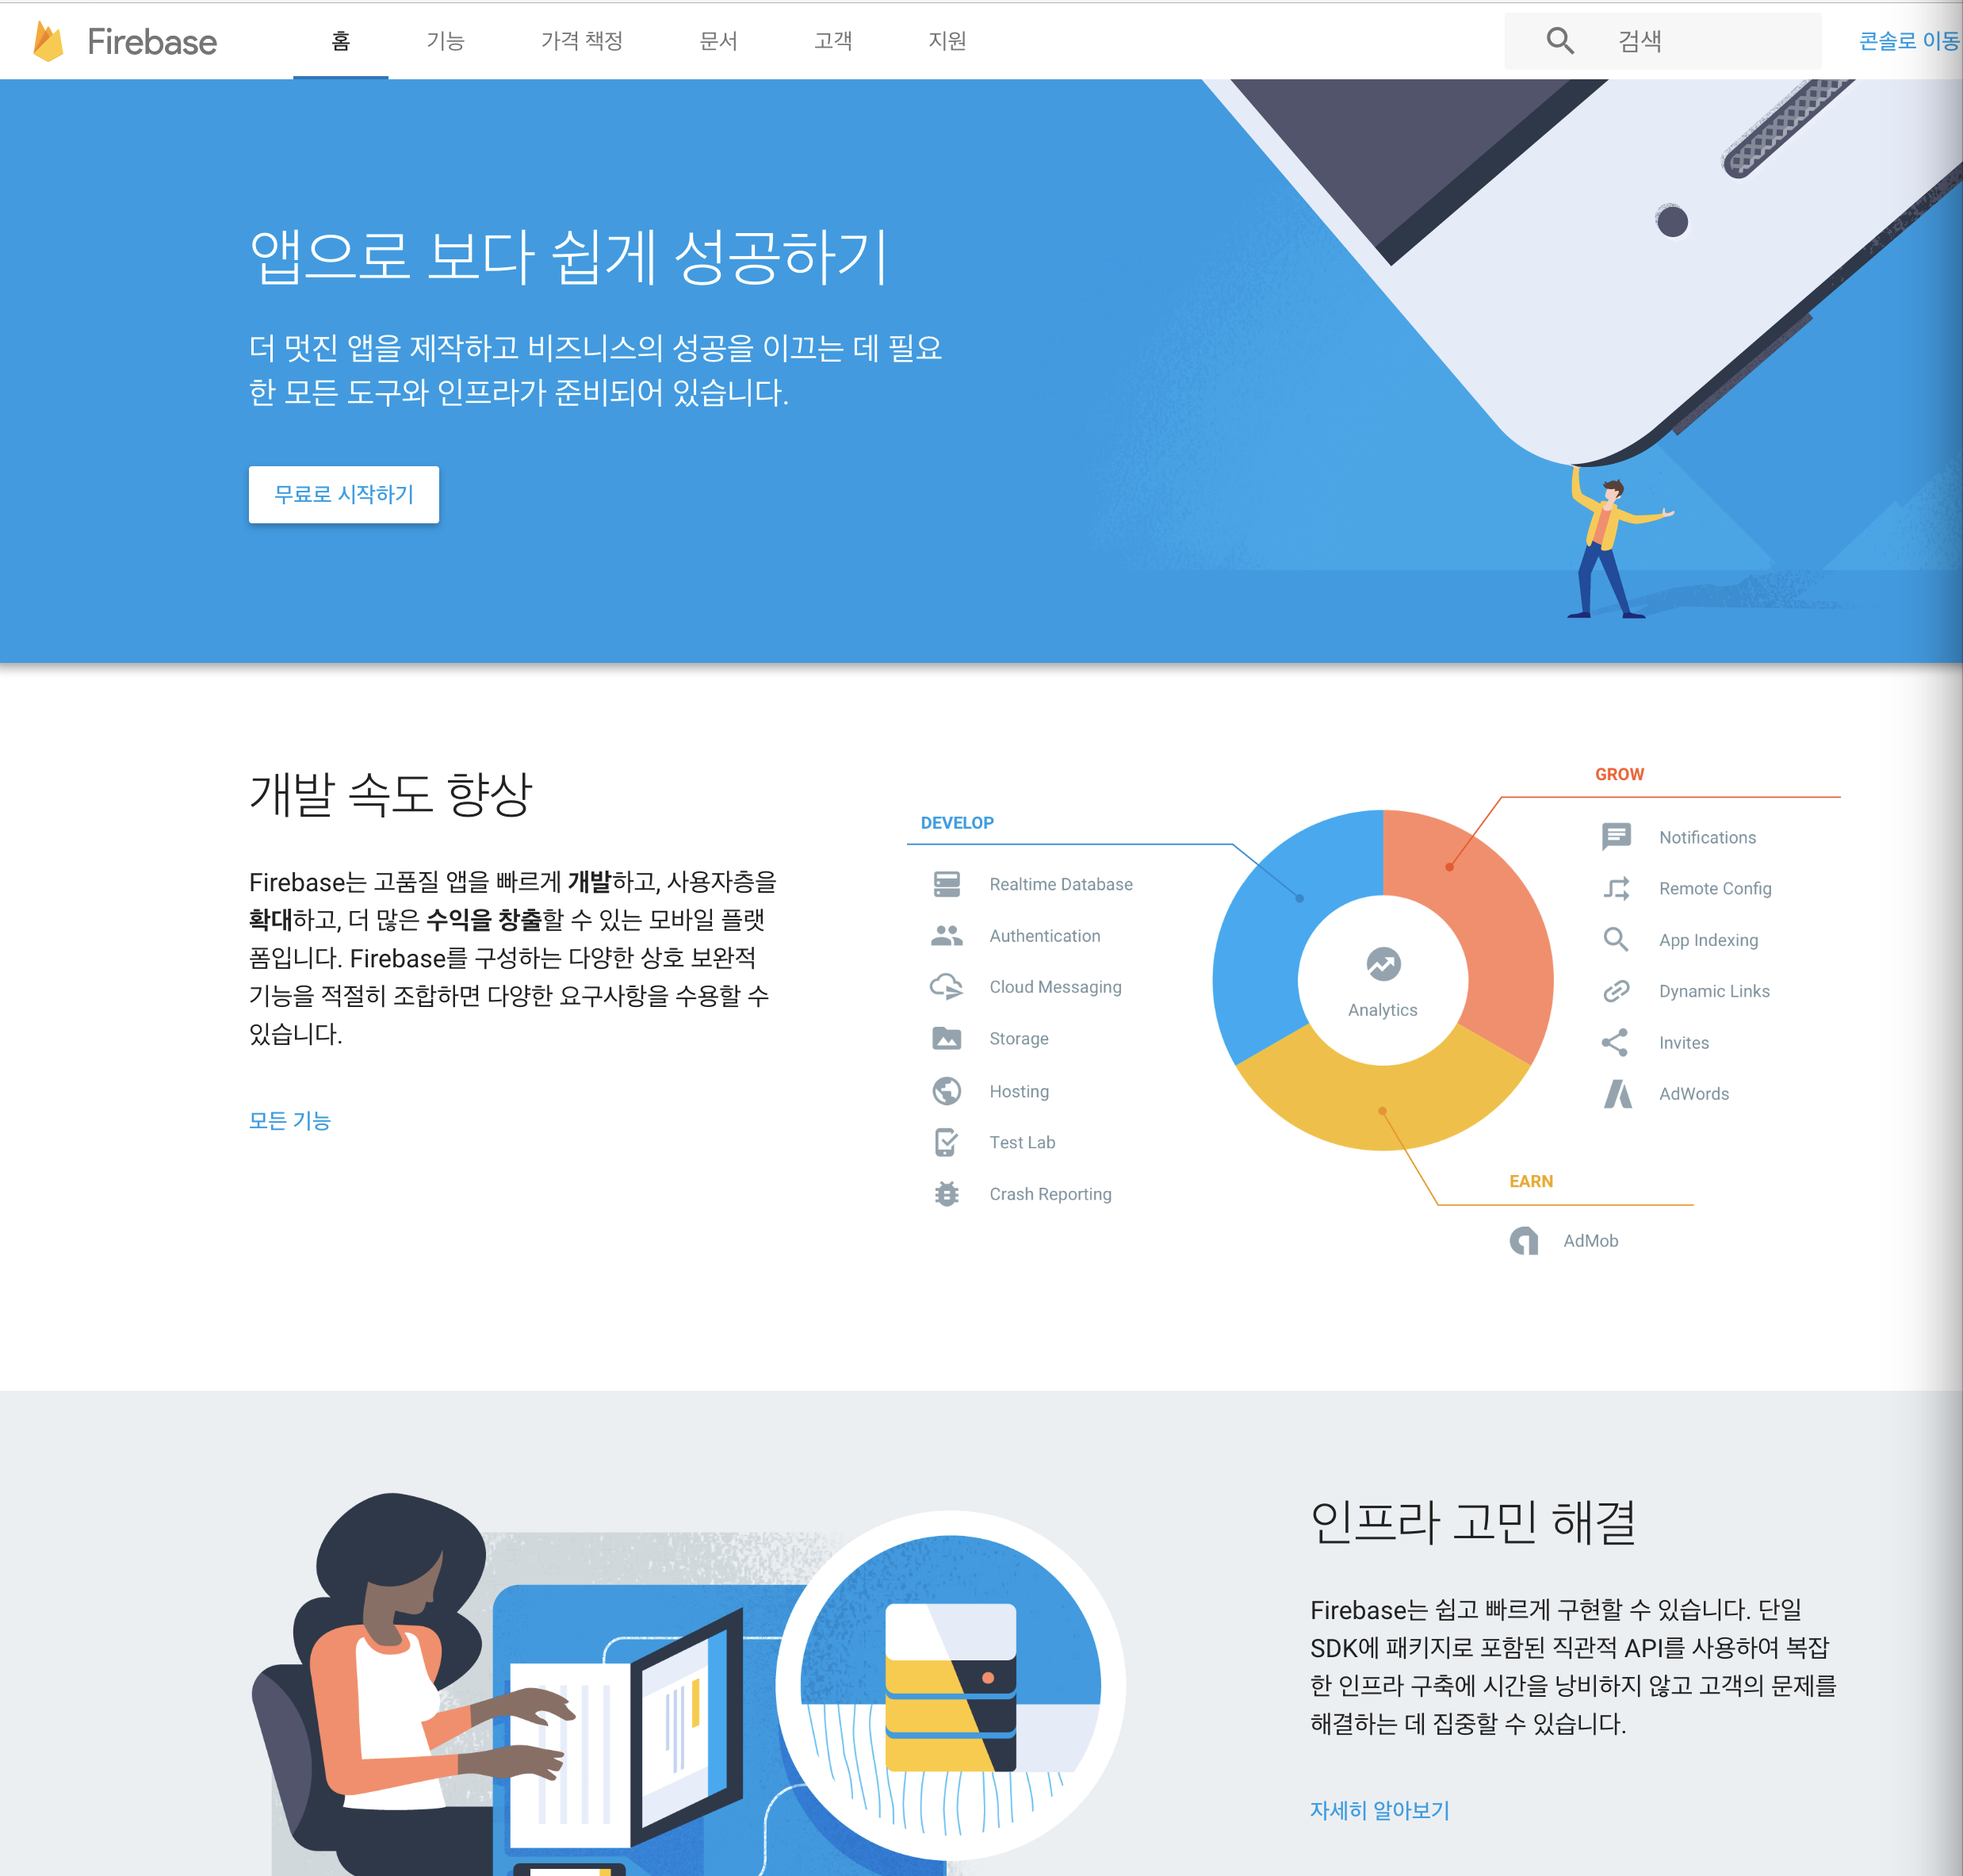 Firebase
홈
기능
가격 책정
문서
고객
지원
검색
콘솔로 이동
앱으로 보다 쉽게 성공하기
더 멋진 앱을 제작하고 비즈니스의 성공을 이끄는 데 필요
한 모든 도구와 인프라가 준비되어 있습니다.
무료로 시작하기
개발 속도 향상
Firebase는 고품질 앱을 빠르게 개발하고, 사용자층을
확대하고, 더 많은 수익을 창출할 수 있는 모바일 플랫
폼입니다. Firebase를 구성하는 다양한 상호 보완적
기능을 적절히 조합하면 다양한 요구사항을 수용할 수
있습니다.
모든 기능
DEVELOP
Realtime Database
Authentication
Cloud Messaging
Storage
Hosting
Test Lab
Crash Reporting
Analytics
GROW
Notifications
Remote Config
App Indexing
Dynamic Links
Invites
AdWords
EARN
AdMob
인프라 고민 해결
Firebase는 쉽고 빠르게 구현할 수 있습니다. 단일
SDK에 패키지로 포함된 직관적 API를 사용하여 복잡
한 인프라 구축에 시간을 낭비하지 않고 고객의 문제를
해결하는 데 집중할 수 있습니다.
자세히 알아보기